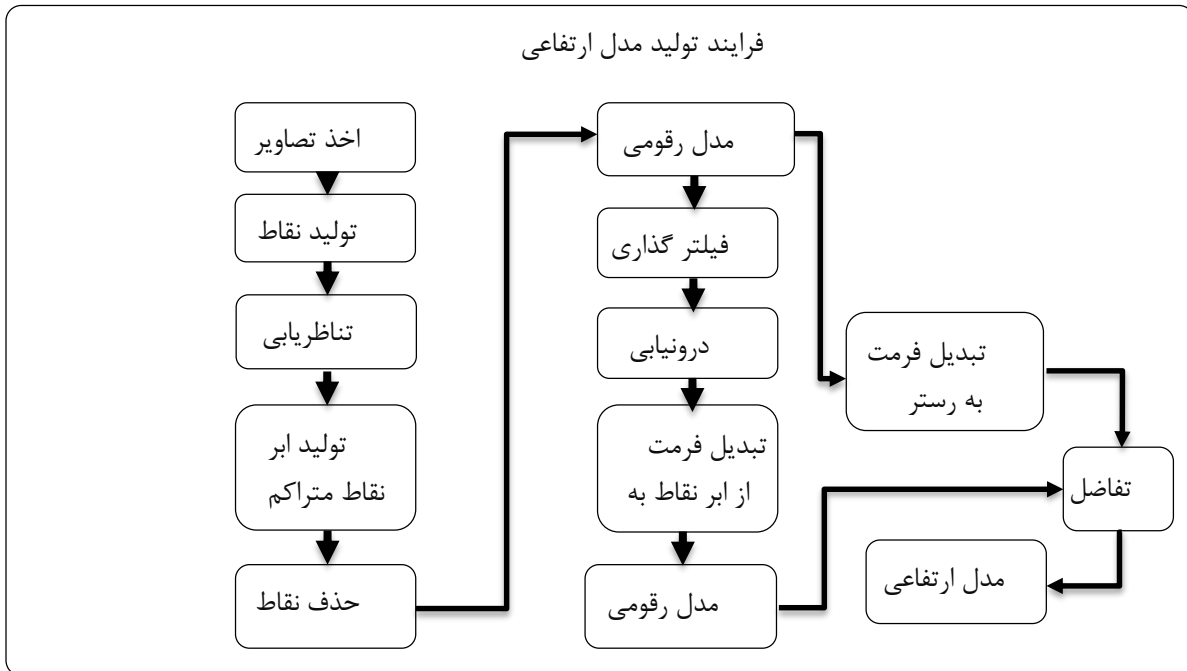 فرایند تولید مدل ارتفاعی
اخذ تصاویر
تولید نقاط
تناظریابی
تولید ابر
نقاط متراکم
حذف نقاط
مدل رقومی
فیلتر گذاری
درونیابی
تبدیل فرمت
از ابر نقاط به
مدل رقومی
تبدیل فرمت
به رستر
تفاضل
مدل ارتفاعی